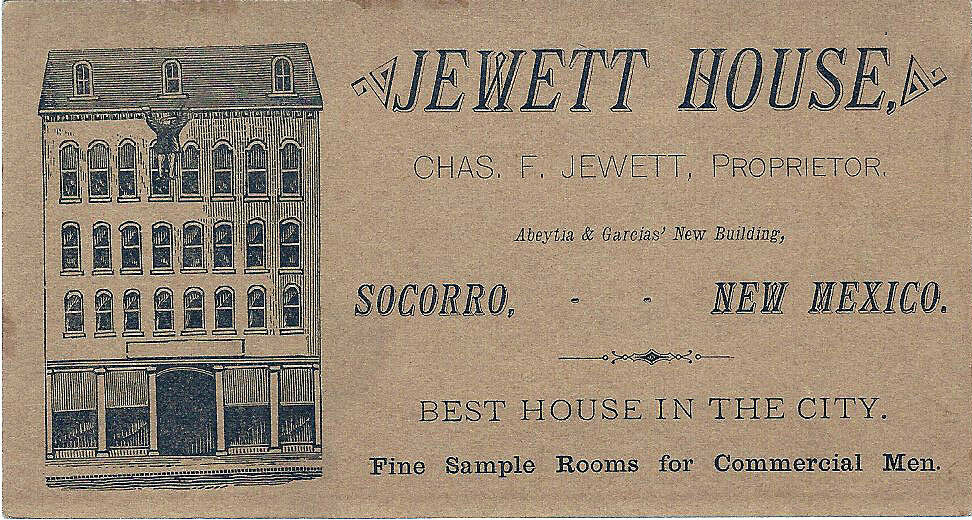 JEWETT HOUSE,
CHAS. F. JEWETT, PROPRIETOR.
Abeytia & Garcias' New Building,
SOCORRO, - - NEW MEXICO.
BEST HOUSE IN THE CITY.
Fine Sample Rooms for Commercial Men.